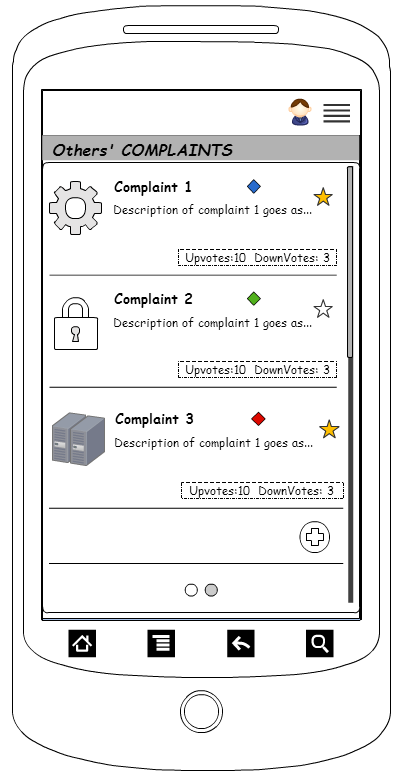 Others' COMPLAINTS
Complaint 1
Description of complaint 1 goes as...
Upvotes:10 DownVotes: 3
Complaint 2
Description of complaint 1 goes as...
Upvotes:10 DownVotes: 3
Complaint 3
Description of complaint 1 goes as...
Upvotes:10 DownVotes: 3